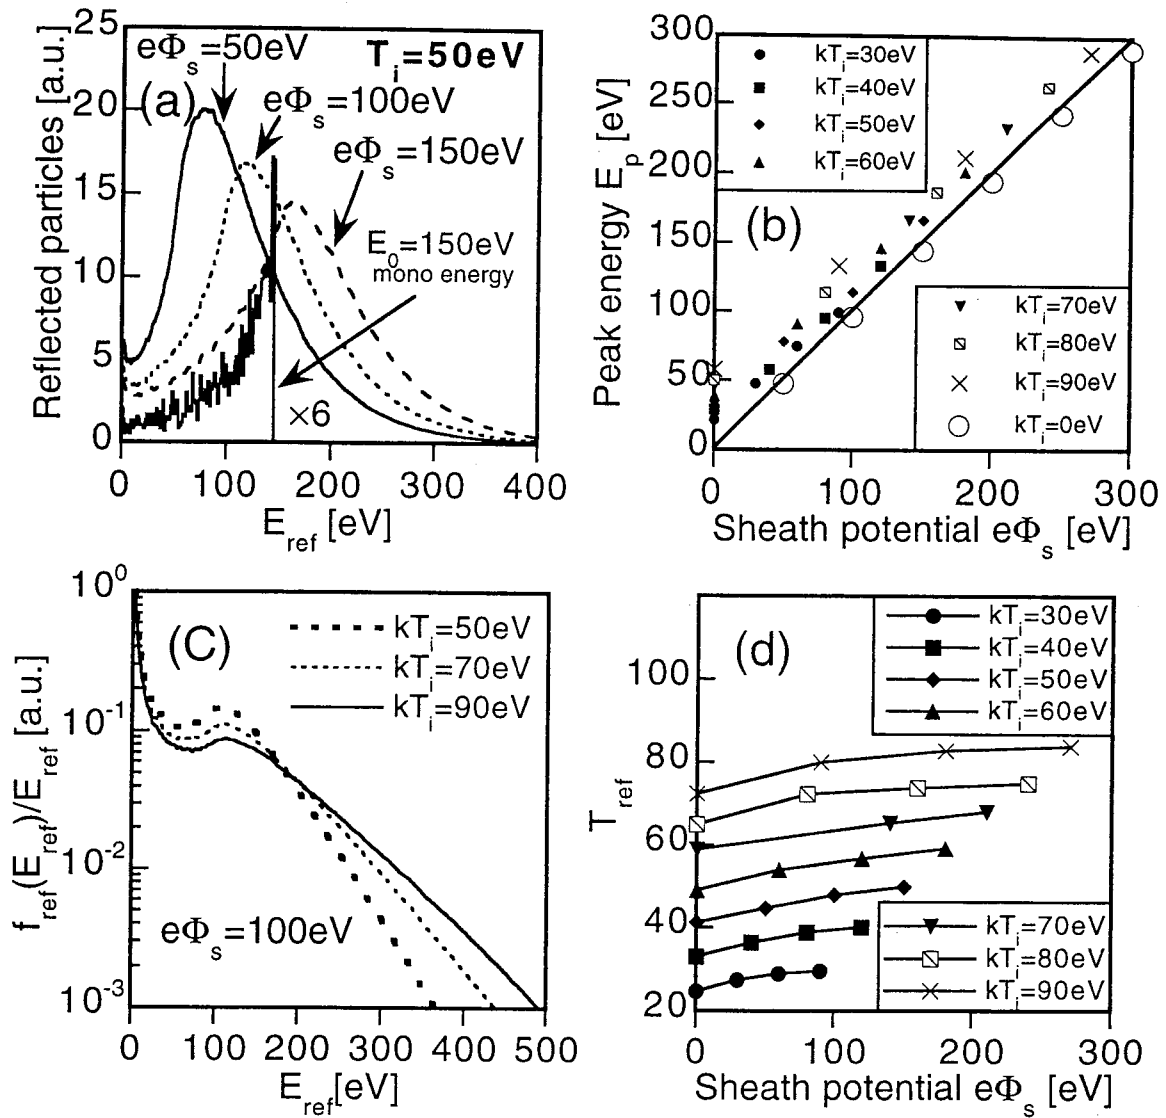 25
20
15
10
5
0
Reflected particles [a.u.]
(a)
eΦs=50eV
Ti=50eV
eΦs=100eV
eΦs=150eV
E0=150eV
mono energy
×6
0 100 200 300 400
Eref [eV]
300
250
200
150
100
50
0
Peak energy Ep [eV]
kTi=30eV
kTi=40eV
kTi=50eV
kTi=60eV
(b)
kTi=70eV
kTi=80eV
kTi=90eV
kTi=0eV
0 100 200 300
Sheath potential eΦs [eV]
10^0
10^-1
10^-2
10^-3
fref(Eref)/Eref [a.u.]
(C)
kTi=50eV
kTi=70eV
kTi=90eV
eΦs=100eV
0 100 200 300 400 500
Eref[eV]
100
80
60
40
20
Tref
(d)
kTi=30eV
kTi=40eV
kTi=50eV
kTi=60eV
kTi=70eV
kTi=80eV
kTi=90eV
0 100 200 300
Sheath potential eΦs [eV]